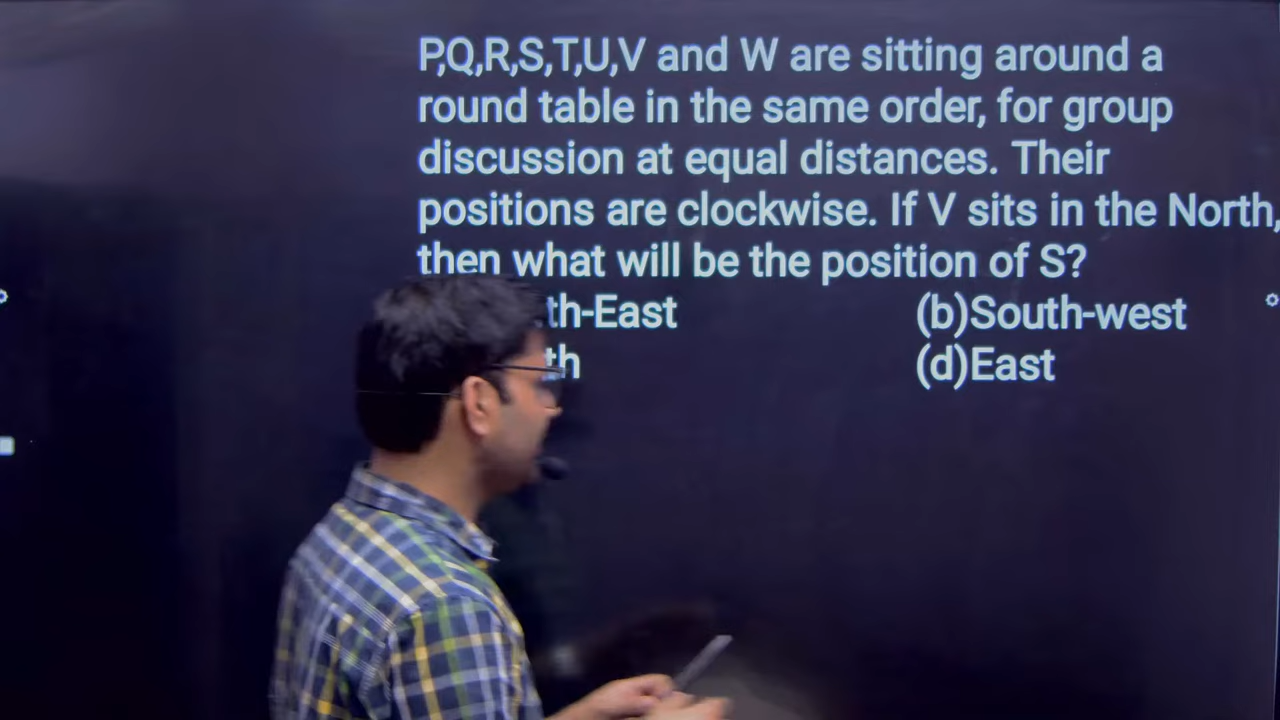 P,Q,R,S,T,U,V and W are sitting around a
round table in the same order, for group
discussion at equal distances. Their
positions are clockwise. If V sits in the North,
then what will be the position of S?
th-East (b)South-west
th (d)East